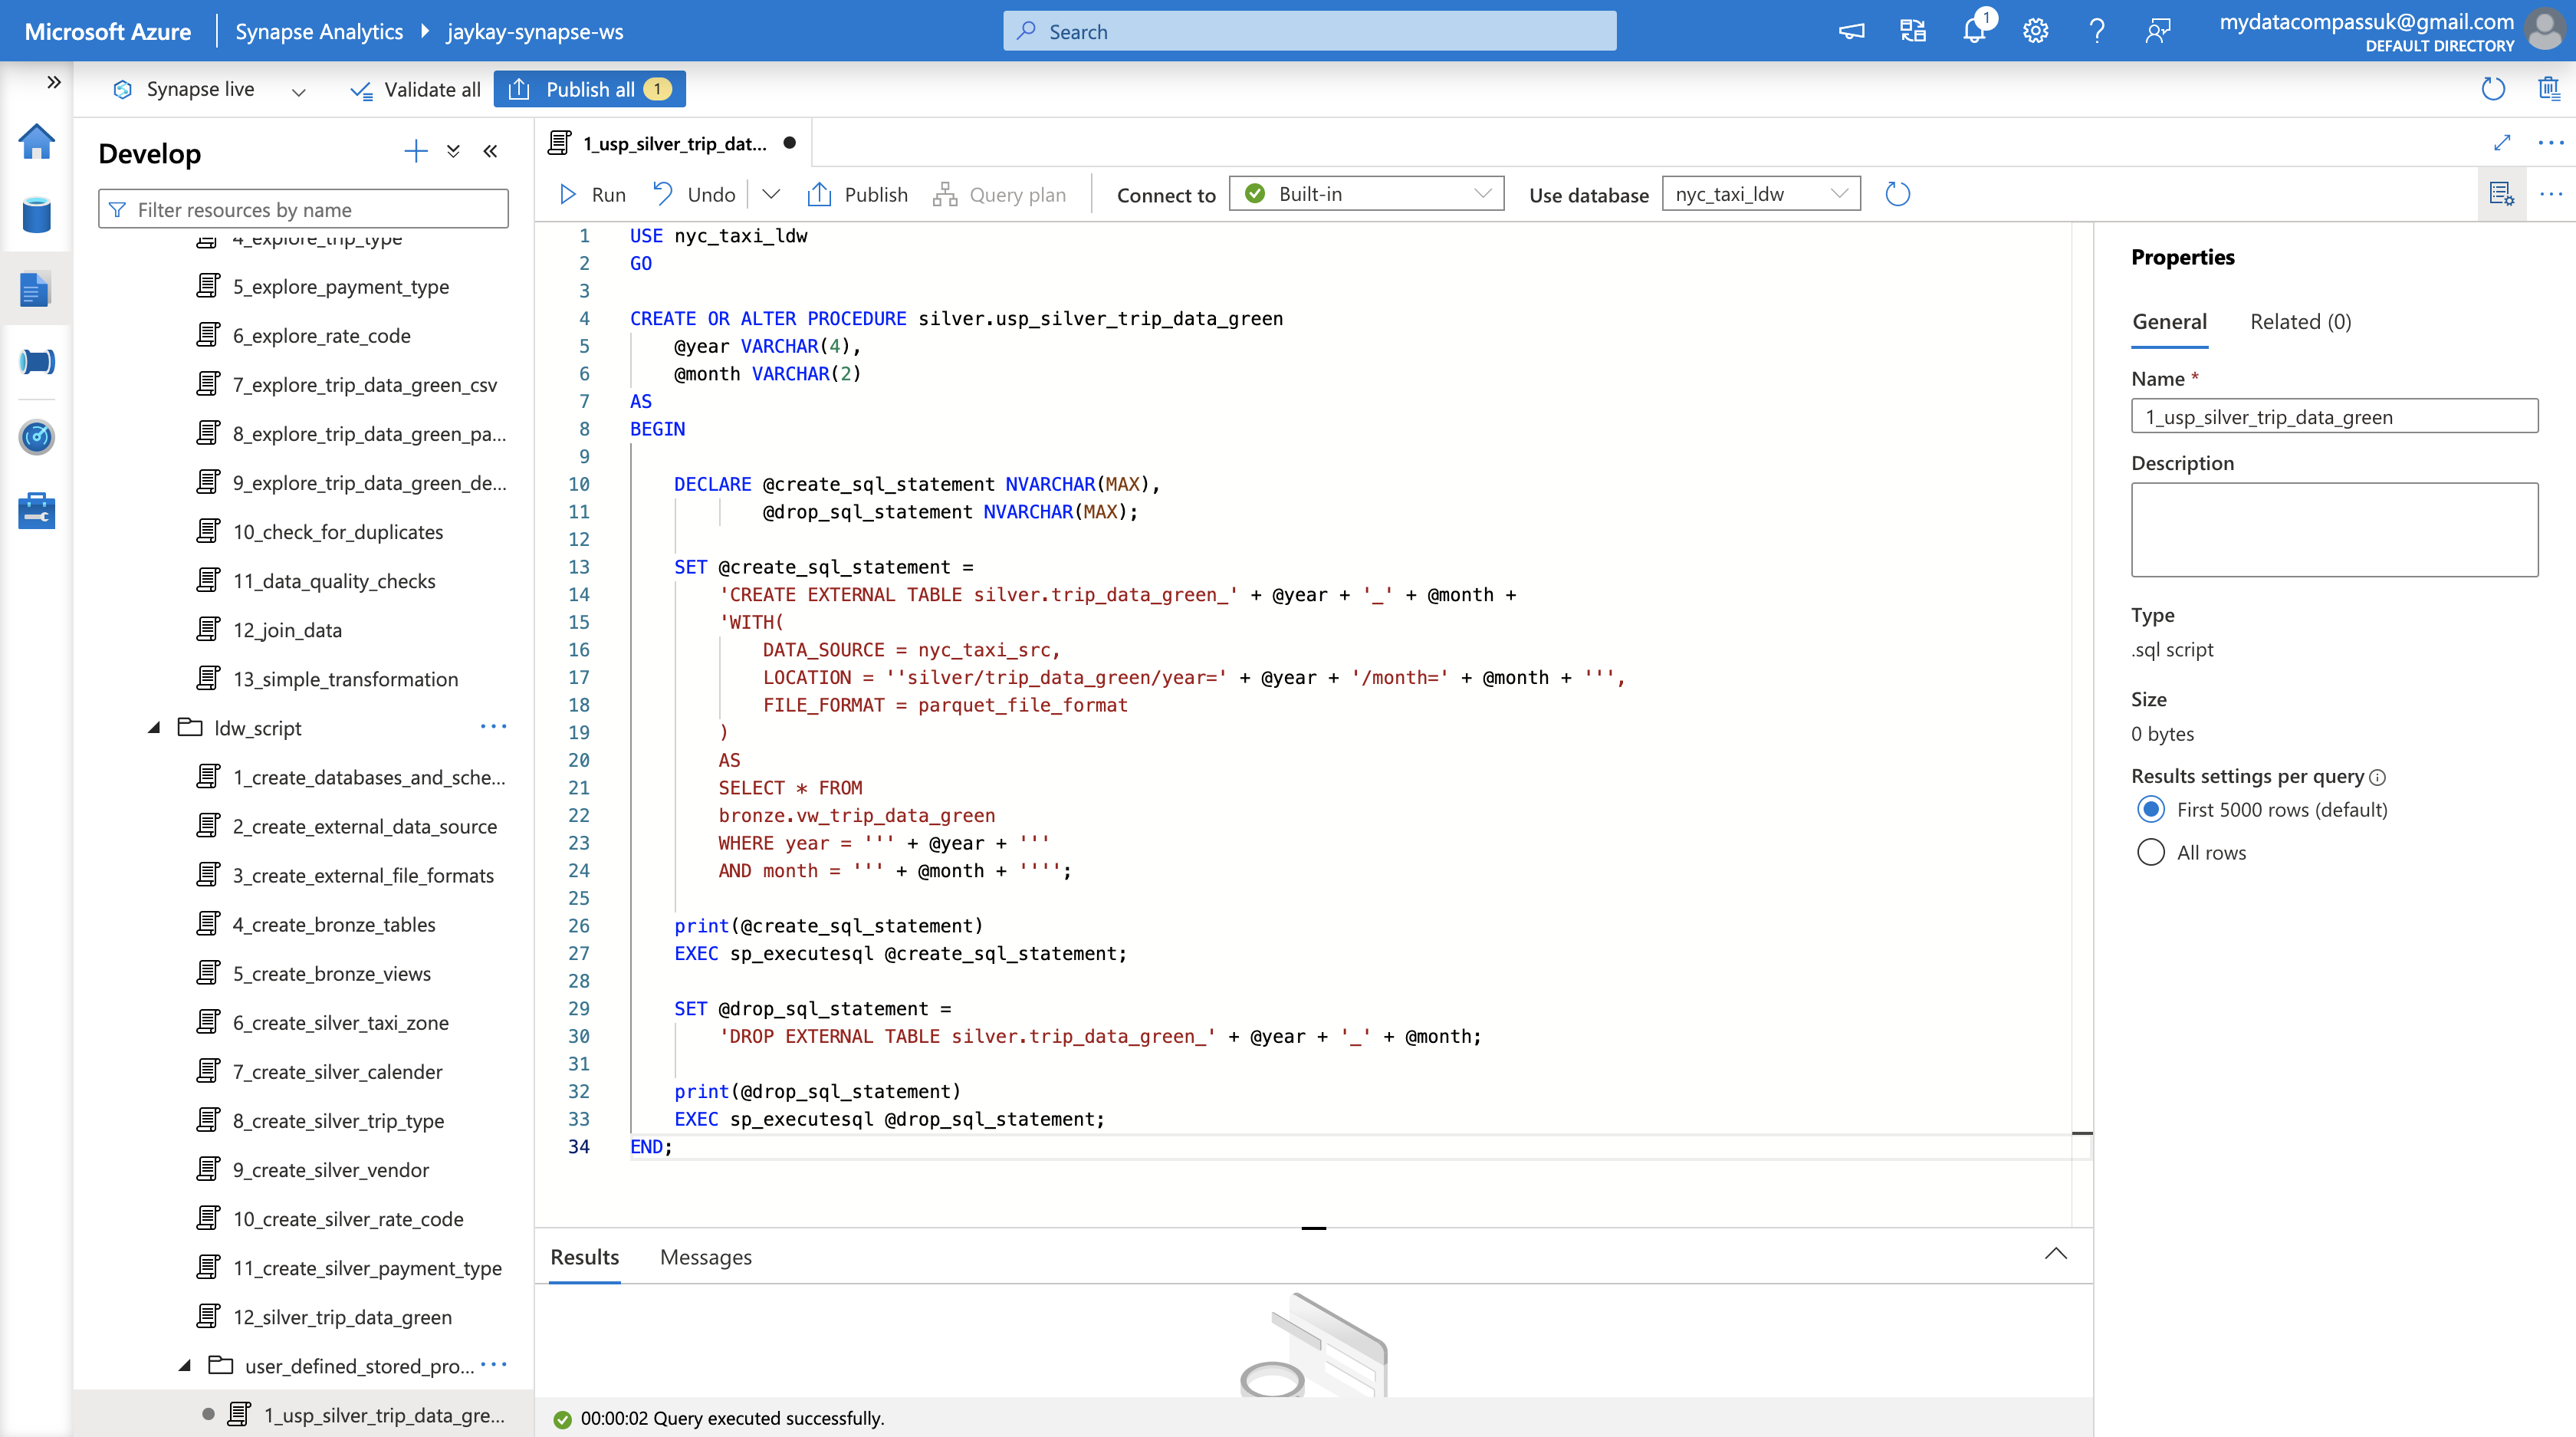 Microsoft Azure
Synapse Analytics
jaykay-synapse-ws
Search
1
mydatacompassuk@gmail.com
DEFAULT DIRECTORY
Synapse live
Validate all
Publish all 1
Develop
Filter resources by name
4_explore_trip_type
5_explore_payment_type
6_explore_rate_code
7_explore_trip_data_green_csv
8_explore_trip_data_green_pa...
9_explore_trip_data_green_de...
10_check_for_duplicates
11_data_quality_checks
12_join_data
13_simple_transformation
ldw_script
1_create_databases_and_sche...
2_create_external_data_source
3_create_external_file_formats
4_create_bronze_tables
5_create_bronze_views
6_create_silver_taxi_zone
7_create_silver_calender
8_create_silver_trip_type
9_create_silver_vendor
10_create_silver_rate_code
11_create_silver_payment_type
12_silver_trip_data_green
user_defined_stored_pro...
1_usp_silver_trip_data_gre...
1_usp_silver_trip_dat...
Run
Undo
Publish
Query plan
Connect to
Built-in
Use database
nyc_taxi_ldw
1 USE nyc_taxi_ldw
2 GO
3
4 CREATE OR ALTER PROCEDURE silver.usp_silver_trip_data_green
5 @year VARCHAR(4),
6 @month VARCHAR(2)
7 AS
8 BEGIN
9
10 DECLARE @create_sql_statement NVARCHAR(MAX),
11 @drop_sql_statement NVARCHAR(MAX);
12
13 SET @create_sql_statement =
14 'CREATE EXTERNAL TABLE silver.trip_data_green_' + @year + '_' + @month +
15 'WITH(
16 DATA_SOURCE = nyc_taxi_src,
17 LOCATION = ''silver/trip_data_green/year=' + @year + '/month=' + @month + ''',
18 FILE_FORMAT = parquet_file_format
19 )
20 AS
21 SELECT * FROM
22 bronze.vw_trip_data_green
23 WHERE year = ''' + @year + '''
24 AND month = ''' + @month + '''';
25
26 print(@create_sql_statement)
27 EXEC sp_executesql @create_sql_statement;
28
29 SET @drop_sql_statement =
30 'DROP EXTERNAL TABLE silver.trip_data_green_' + @year + '_' + @month;
31
32 print(@drop_sql_statement)
33 EXEC sp_executesql @drop_sql_statement;
34 END;
Results
Messages
00:00:02 Query executed successfully.
Properties
General
Related (0)
Name *
1_usp_silver_trip_data_green
Description
Type
.sql script
Size
0 bytes
Results settings per query
First 5000 rows (default)
All rows